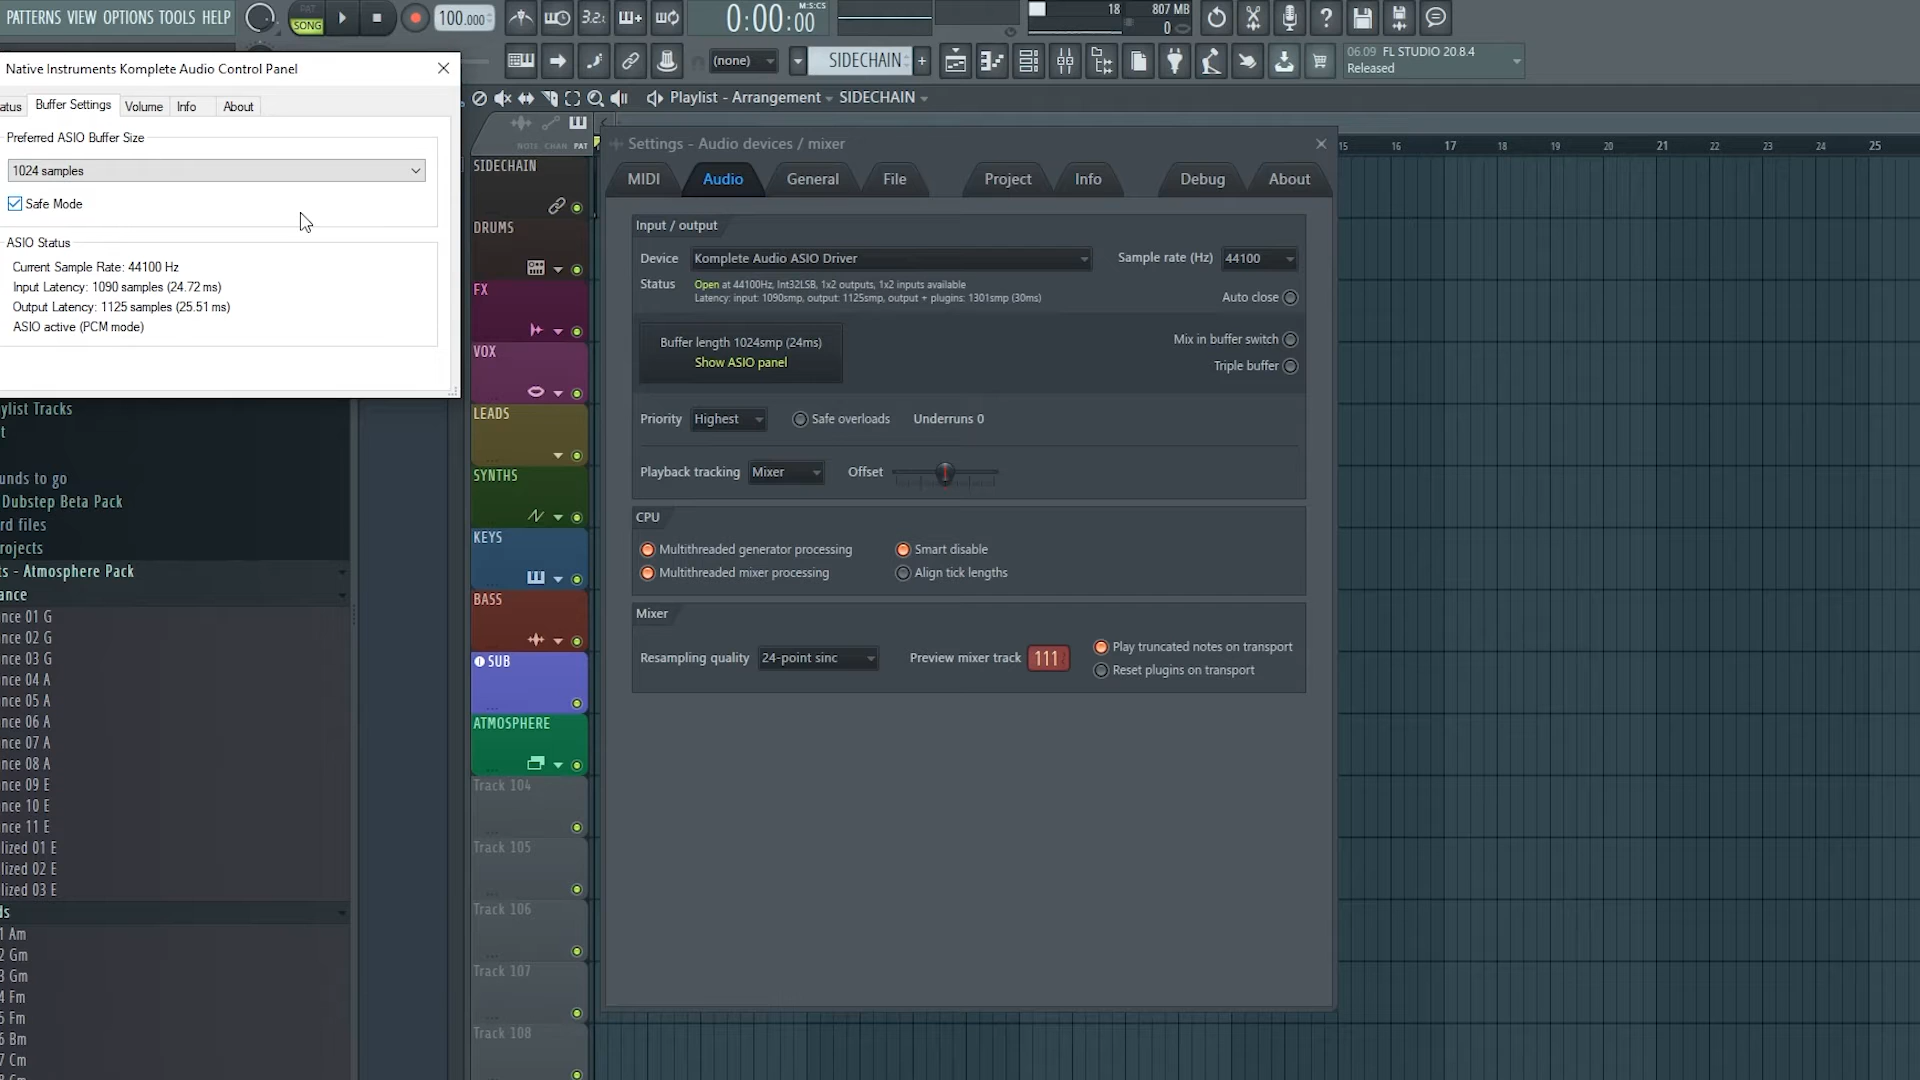 PATTERNS VIEW OPTIONS TOOLS HELP
PAT
SONG
100.000
3.2.
0:00:00
M:S:CS
18
807 MB
0
(none)
SIDECHAIN
+
06.09 FL STUDIO 20.8.4
Released
Native Instruments Komplete Audio Control Panel
atus
Buffer Settings
Volume
Info
About
Preferred ASIO Buffer Size
1024 samples
Safe Mode
ASIO Status
Current Sample Rate: 44100 Hz
Input Latency: 1090 samples (24.72 ms)
Output Latency: 1125 samples (25.51 ms)
ASIO active (PCM mode)
Playlist - Arrangement SIDECHAIN
NOTE CHAN PAT
15 16 17 18 19 20 21 22 23 24 25
Settings - Audio devices / mixer
MIDI
Audio
General
File
Project
Info
Debug
About
Input / output
Device
Komplete Audio ASIO Driver
Sample rate (Hz)
44100
Status
Open at 44100Hz, Int32LSB, 1x2 outputs, 1x2 inputs available
Latency: input: 1090smp, output: 1125smp, output + plugins: 1301smp (30ms)
Auto close
Buffer length 1024smp (24ms)
Show ASIO panel
Mix in buffer switch
Triple buffer
Priority
Highest
Safe overloads
Underruns 0
Playback tracking
Mixer
Offset
CPU
Multithreaded generator processing
Smart disable
Multithreaded mixer processing
Align tick lengths
Mixer
Resampling quality
24-point sinc
Preview mixer track
111
Play truncated notes on transport
Reset plugins on transport
SIDECHAIN
DRUMS
FX
VOX
LEADS
SYNTHS
KEYS
BASS
SUB
ATMOSPHERE
Track 104
Track 105
Track 106
Track 107
Track 108
ylist Tracks
t
unds to go
Dubstep Beta Pack
rd files
rojects
ts - Atmosphere Pack
ance
nce 01 G
nce 02 G
nce 03 G
nce 04 A
nce 05 A
nce 06 A
nce 07 A
nce 08 A
nce 09 E
nce 10 E
nce 11 E
lized 01 E
lized 02 E
lized 03 E
ds
1 Am
2 Gm
3 Gm
4 Fm
5 Fm
6 Bm
7 Cm